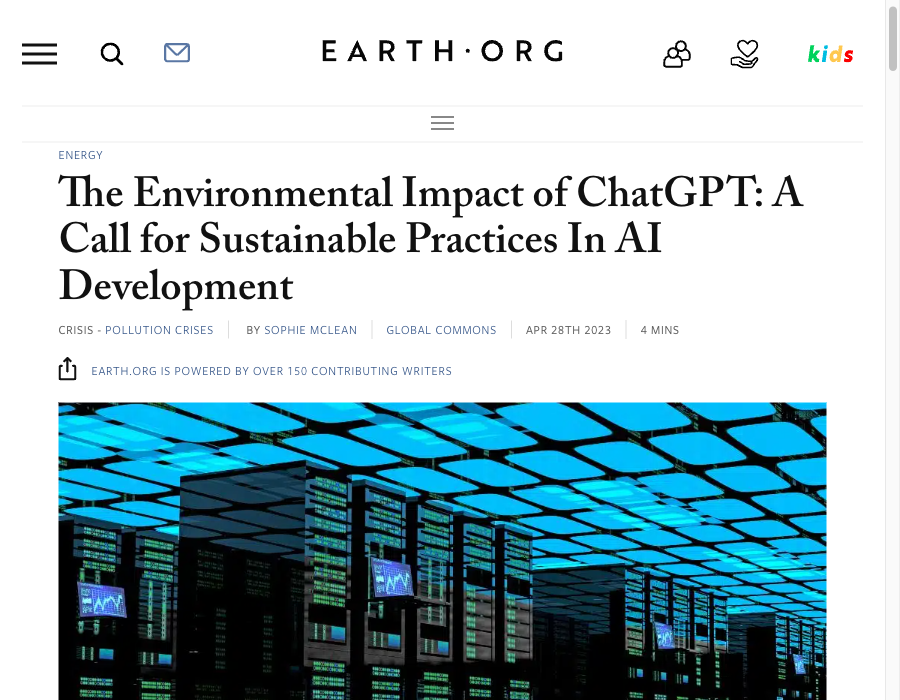 EARTH·ORG
kids
ENERGY
The Environmental Impact of ChatGPT: A
Call for Sustainable Practices In AI
Development
CRISIS - POLLUTION CRISES
BY SOPHIE MCLEAN
GLOBAL COMMONS
APR 28TH 2023
4 MINS
EARTH.ORG IS POWERED BY OVER 150 CONTRIBUTING WRITERS